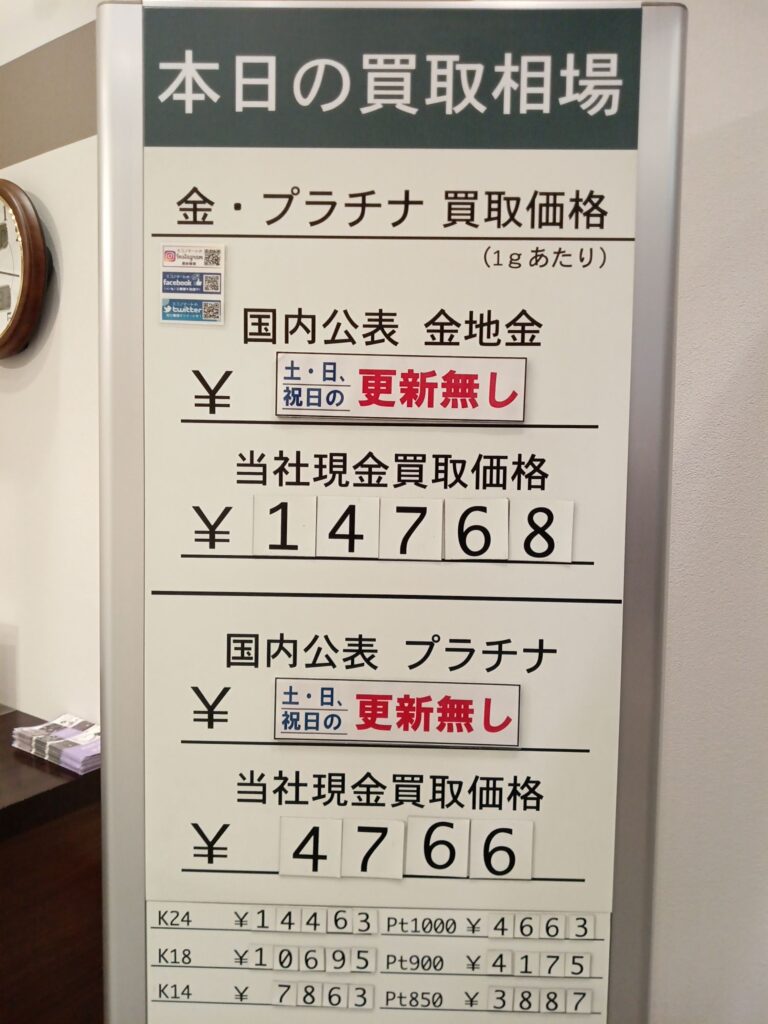 本日の買取相場
金・プラチナ 買取価格
(1gあたり)
Instagram
facebook
twitter
国内公表 金地金
¥ 土・日、祝日の 更新無し
当社現金買取価格
¥14768
国内公表 プラチナ
¥ 土・日、祝日の 更新無し
当社現金買取価格
¥4766
K24 ¥14463 Pt1000 ¥4663
K18 ¥10695 Pt900 ¥4175
K14 ¥7863 Pt850 ¥3887